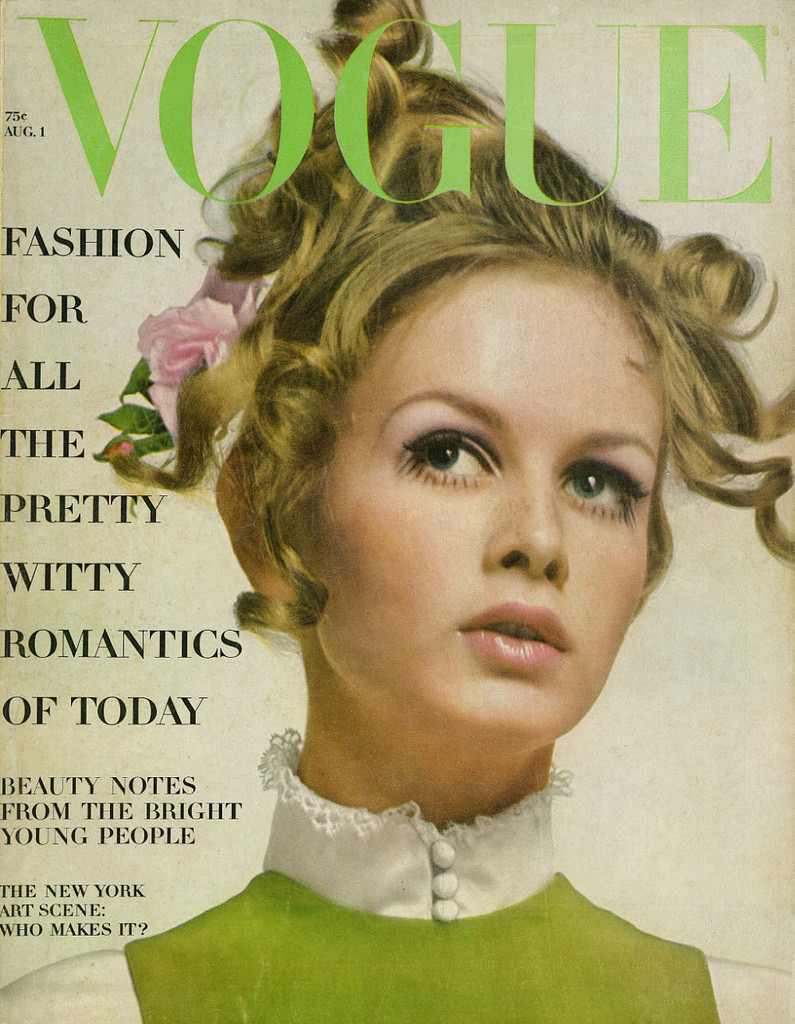 VOGUE
75¢
AUG. 1
FASHION
FOR
ALL
THE
PRETTY
WITTY
ROMANTICS
OF TODAY
BEAUTY NOTES
FROM THE BRIGHT
YOUNG PEOPLE
THE NEW YORK
ART SCENE:
WHO MAKES IT?